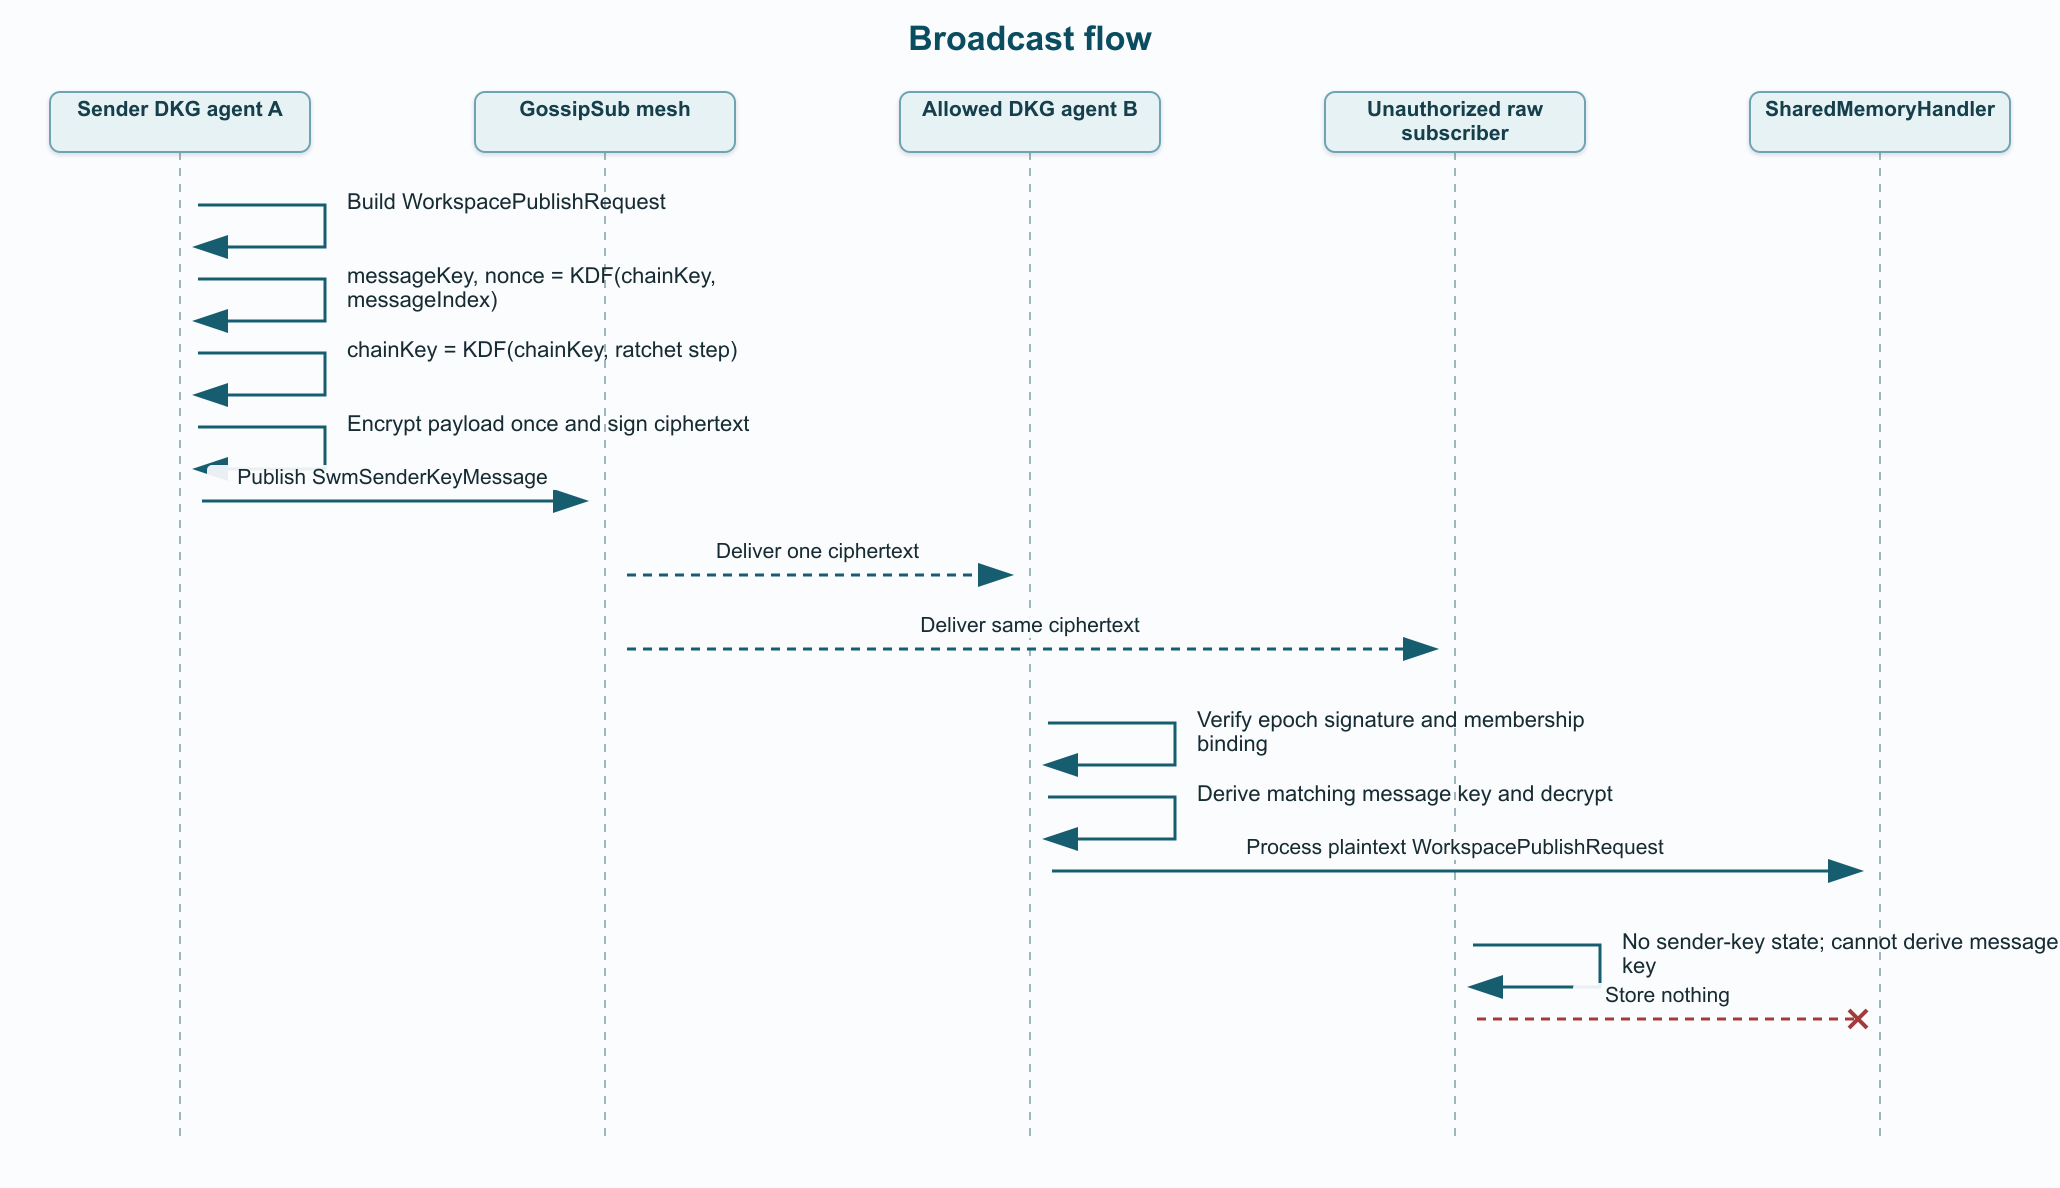 Broadcast flow
Sender DKG agent A
GossipSub mesh
Allowed DKG agent B
Unauthorized raw
subscriber
SharedMemoryHandler
Build WorkspacePublishRequest
messageKey, nonce = KDF(chainKey,
messageIndex)
chainKey = KDF(chainKey, ratchet step)
Encrypt payload once and sign ciphertext
Publish SwmSenderKeyMessage
Deliver one ciphertext
Deliver same ciphertext
Verify epoch signature and membership
binding
Derive matching message key and decrypt
Process plaintext WorkspacePublishRequest
No sender-key state; cannot derive message
key
Store nothing